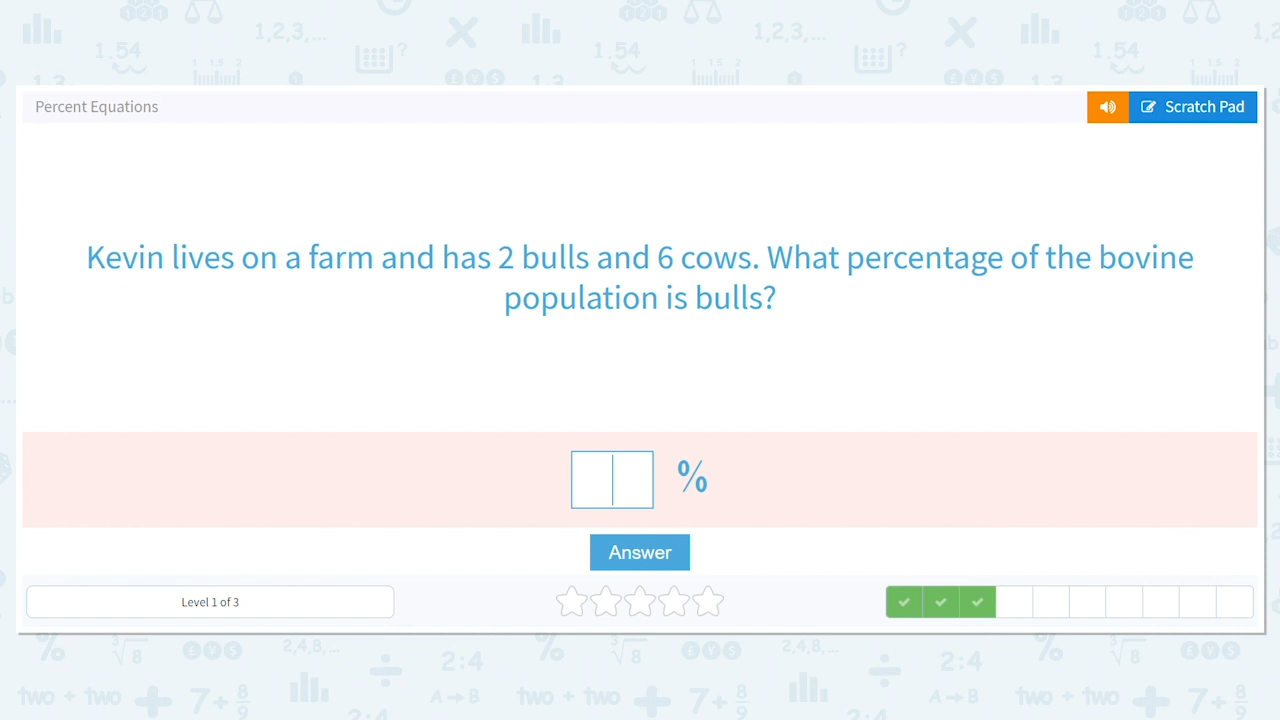 Percent Equations
Scratch Pad
Kevin lives on a farm and has 2 bulls and 6 cows. What percentage of the bovine
population is bulls?
%
Answer
Level 1 of 3